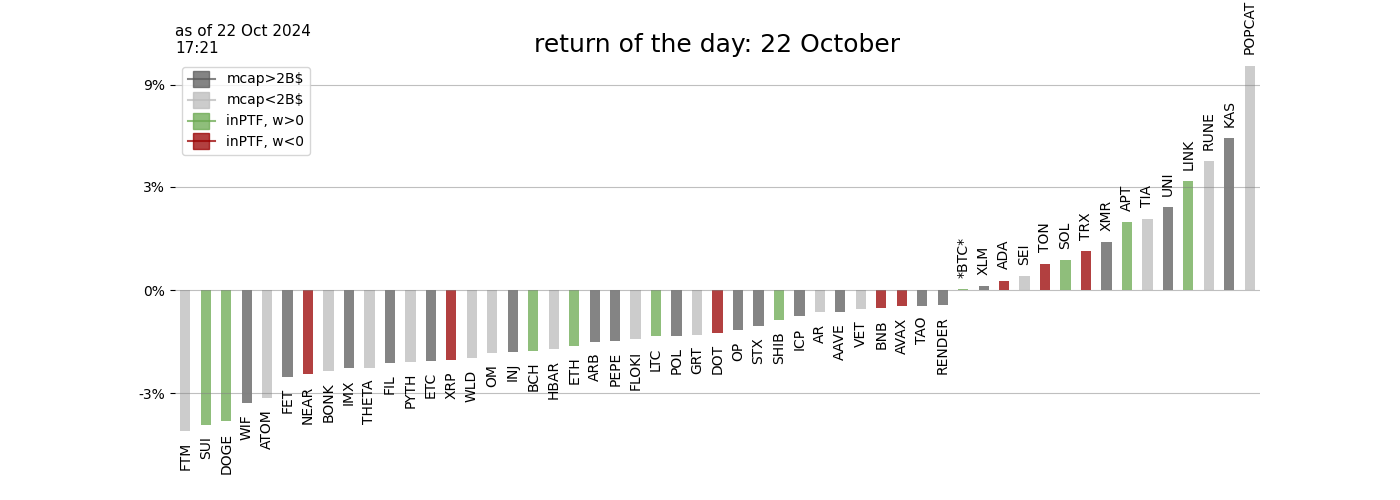 as of 22 Oct 2024
17:21
return of the day: 22 October
mcap>2B$
mcap<2B$
inPTF, w>0
inPTF, w<0
9%
3%
0%
-3%
FTM
SUI
DOGE
WIF
ATOM
FET
NEAR
BONK
IMX
THETA
FIL
PYTH
ETC
XRP
WLD
OM
INJ
BCH
HBAR
ETH
ARB
PEPE
FLOKI
LTC
POL
GRT
DOT
OP
STX
SHIB
ICP
AR
AAVE
VET
BNB
AVAX
TAO
RENDER
*BTC*
XLM
ADA
SEI
TON
SOL
TRX
XMR
APT
TIA
UNI
LINK
RUNE
KAS
POPCAT